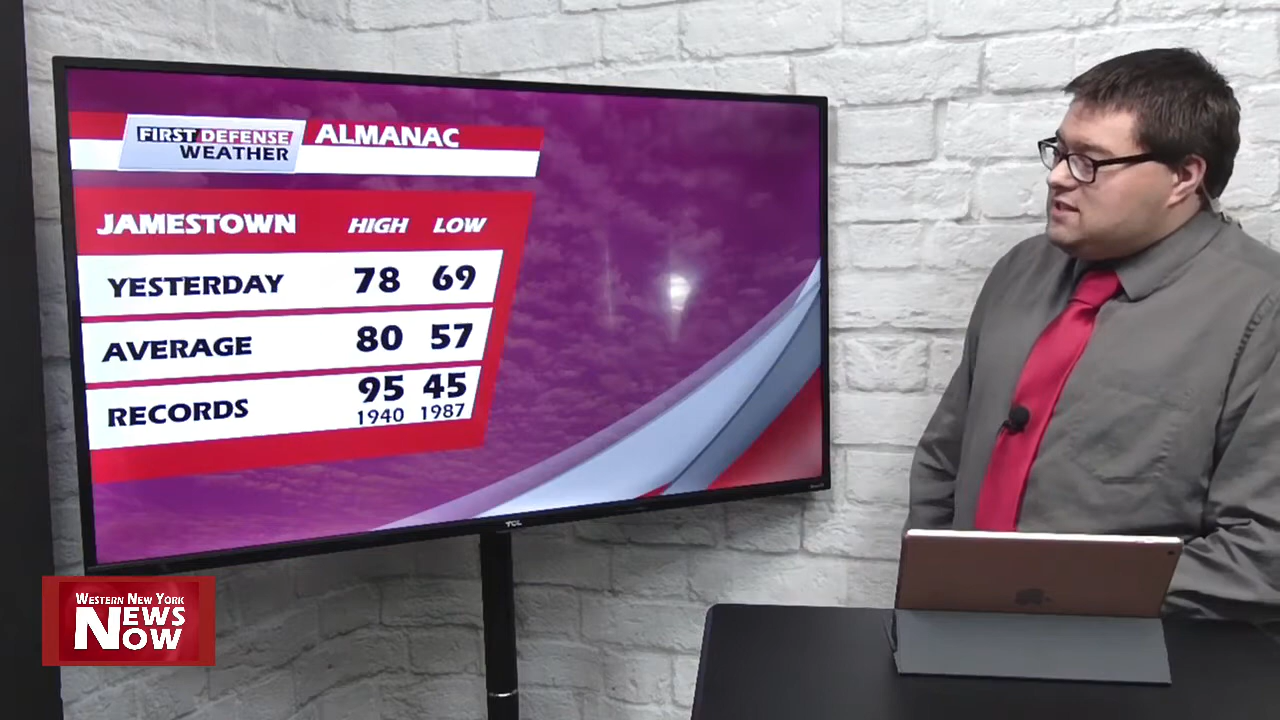 FIRST DEFENSE
WEATHER
ALMANAC
JAMESTOWN HIGH LOW
YESTERDAY 78 69
AVERAGE 80 57
RECORDS 95 45
1940 1987
TCL
WESTERN NEW YORK
NEWS
NOW